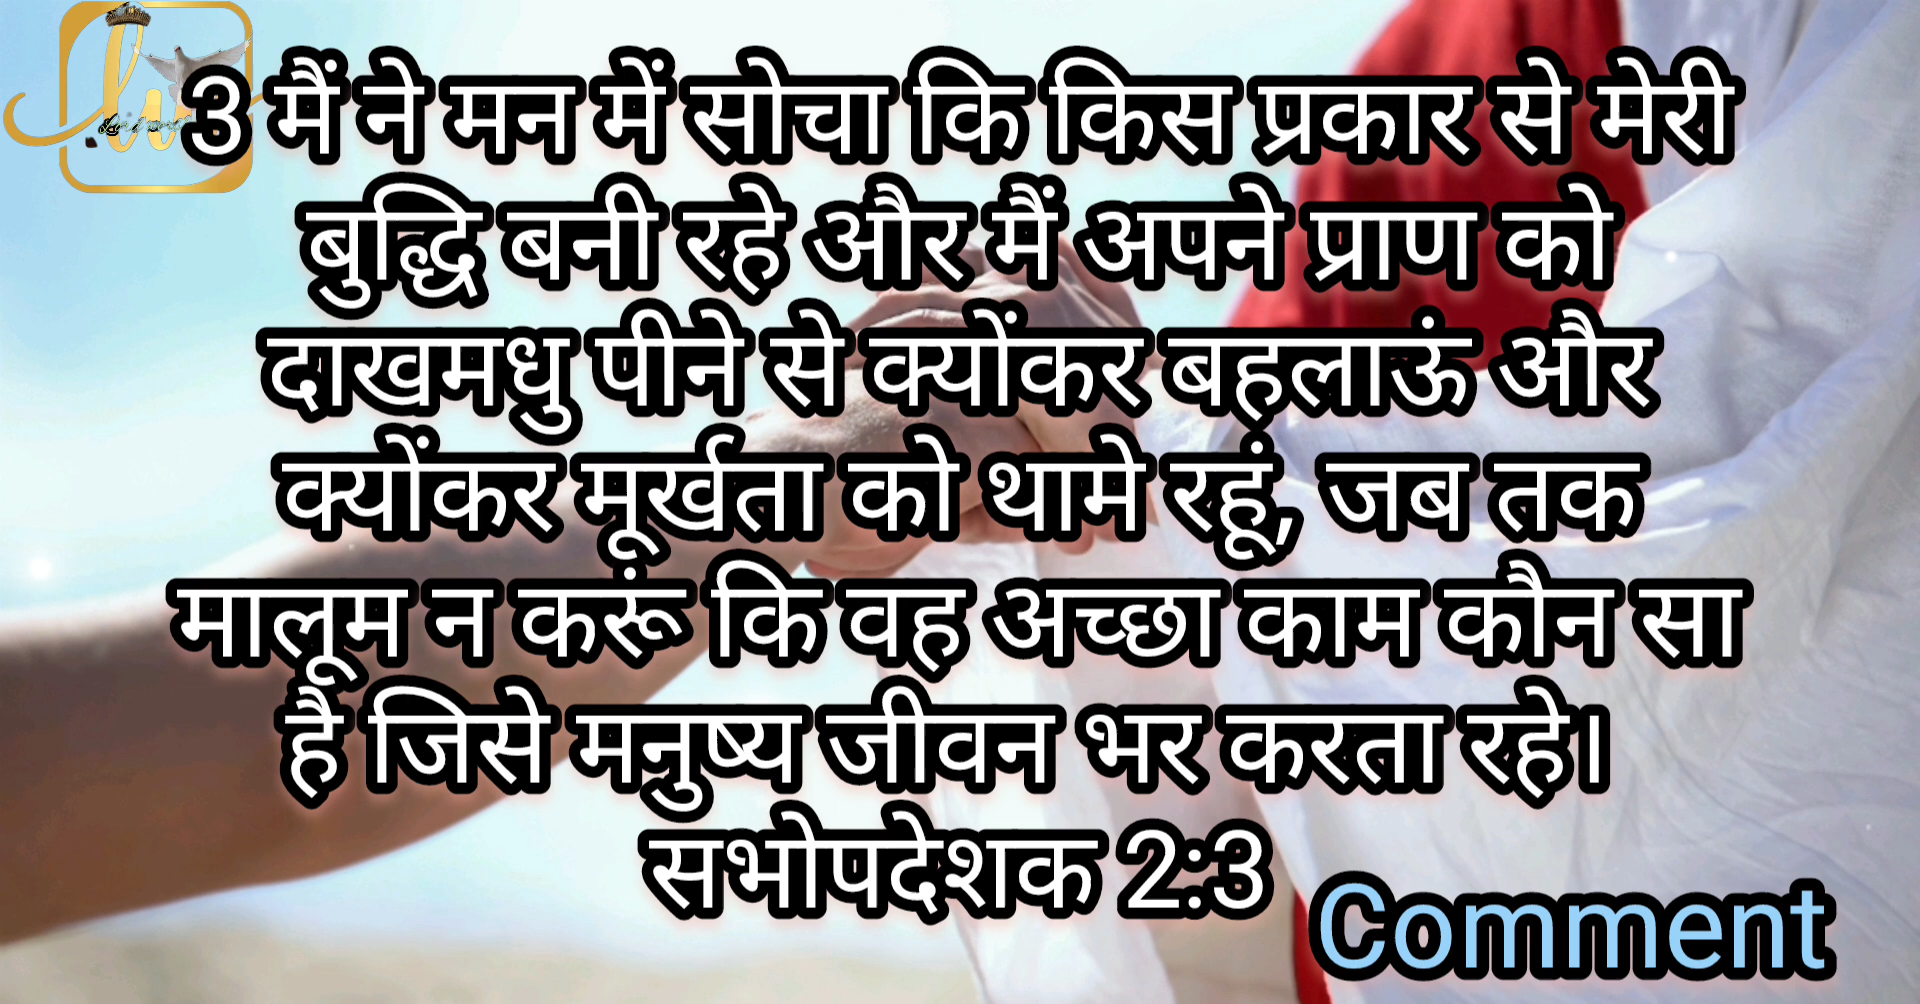 3 मैं ने मन में सोचा कि किस प्रकार से मेरी
बुद्धि बनी रहे और मैं अपने प्राण को
दाखमधु पीने से क्योंकर बहलाऊं और
क्योंकर मूर्खता को थामे रहूं, जब तक
मालूम न करूं कि वह अच्छा काम कौन सा
है जिसे मनुष्य जीवन भर करता रहे।
सभोपदेशक 2:3
Comment